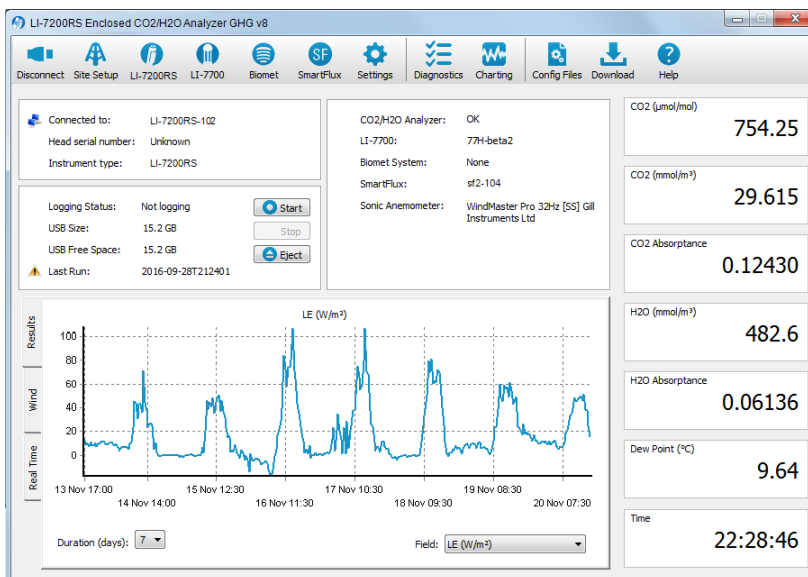 LI-7200RS Enclosed CO2/H2O Analyzer GHG v8
Disconnect Site Setup LI-7200RS LI-7700 Biomet SmartFlux Settings Diagnostics Charting Config Files Download Help
SF
Connected to: LI-7200RS-102
Head serial number: Unknown
Instrument type: LI-7200RS
CO2/H2O Analyzer: OK
LI-7700: 77H-beta2
Biomet System: None
SmartFlux: sf2-104
Sonic Anemometer: WindMaster Pro 32Hz [SS] Gill
Instruments Ltd
Logging Status: Not logging
Start
USB Size: 15.2 GB
Stop
USB Free Space: 15.2 GB
Eject
Last Run: 2016-09-28T212401
CO2 (µmol/mol)
754.25
CO2 (mmol/m³)
29.615
CO2 Absorptance
0.12430
H2O (mmol/m³)
482.6
H2O Absorptance
0.06136
Dew Point (ºC)
9.64
Time
22:28:46
Results
Wind
Real Time
LE (W/m²)
100
80
60
40
20
0
13 Nov 17:00 15 Nov 12:30 17 Nov 10:30 19 Nov 08:30
14 Nov 14:00 16 Nov 11:30 18 Nov 09:30 20 Nov 07:30
Duration (days): 7
Field: LE (W/m²)